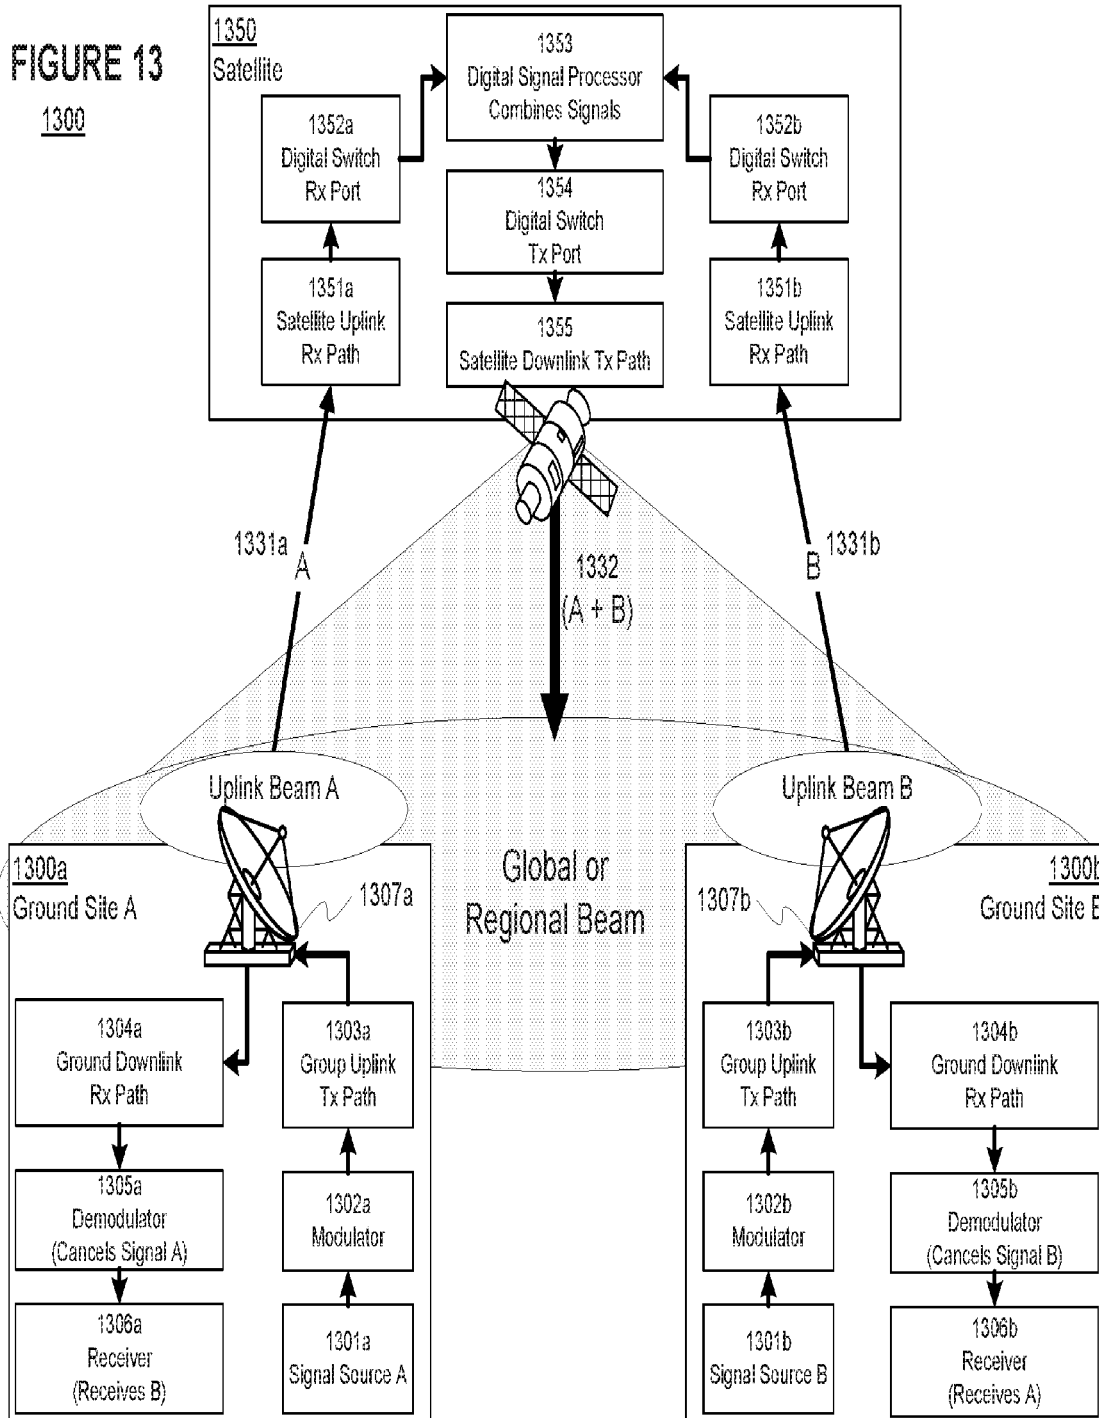 FIGURE 13
1300
1350
Satellite
1353
Digital Signal Processor
Combines Signals
1352a
Digital Switch
Rx Port
1352b
Digital Switch
Rx Port
1354
Digital Switch
Tx Port
1351a
Satellite Uplink
Rx Path
1351b
Satellite Uplink
Rx Path
1355
Satellite Downlink Tx Path
1331a
A
1332
(A + B)
B
1331b
Uplink Beam A
Uplink Beam B
Global or
Regional Beam
1300a
Ground Site A
1307a
1307b
1300b
Ground Site B
1304a
Ground Downlink
Rx Path
1303a
Group Uplink
Tx Path
1303b
Group Uplink
Tx Path
1304b
Ground Downlink
Rx Path
1305a
Demodulator
(Cancels Signal A)
1302a
Modulator
1302b
Modulator
1305b
Demodulator
(Cancels Signal B)
1306a
Receiver
(Receives B)
1301a
Signal Source A
1301b
Signal Source B
1306b
Receiver
(Receives A)